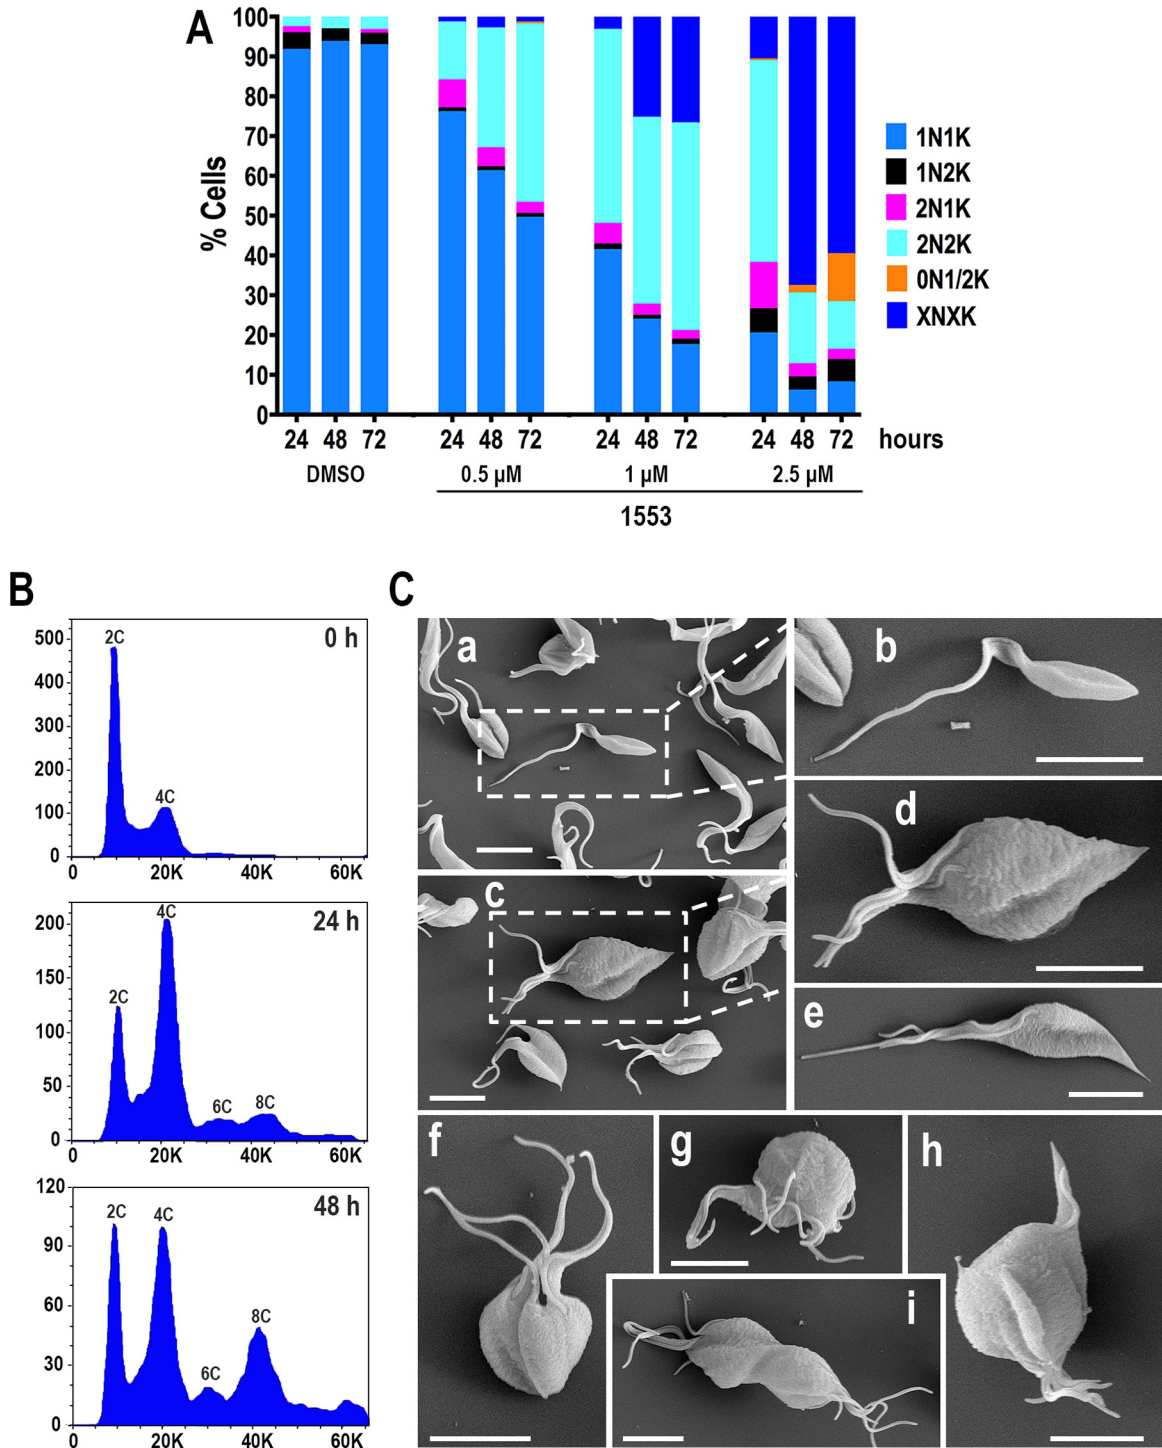 A
% Cells
100
90
80
70
60
50
40
30
20
10
0
24 48 72 24 48 72 24 48 72 24 48 72 hours
DMSO 0.5 µM 1 µM 2.5 µM
1553
1N1K
1N2K
2N1K
2N2K
0N1/2K
XNXK
B
0 h
500
400
300
200
100
0
2C
4C
0 20K 40K 60K
24 h
200
150
100
50
0
2C
4C
6C
8C
0 20K 40K 60K
48 h
120
90
60
30
0
2C
4C
6C
8C
0 20K 40K 60K
C
a
b
c
d
e
f
g
h
i